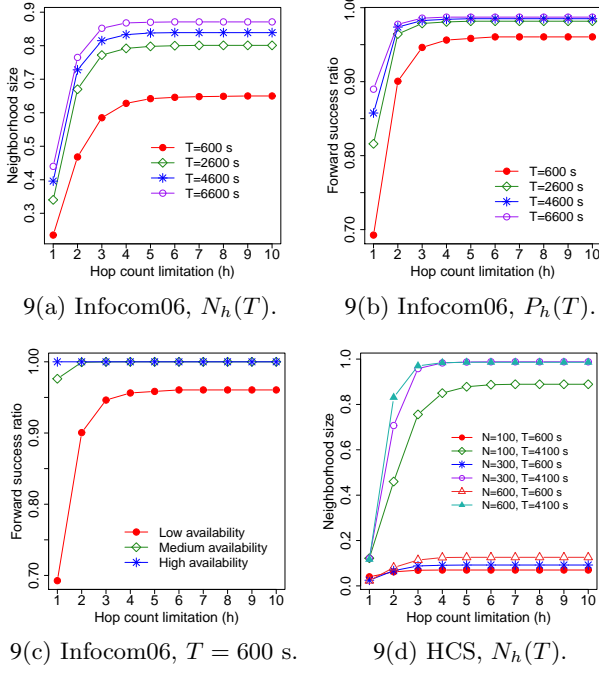 Neighborhood size
0.3 0.4 0.5 0.6 0.7 0.8 0.9
T=600 s
T=2600 s
T=4600 s
T=6600 s
1 2 3 4 5 6 7 8 9 10
Hop count limitation (h)
9(a) Infocom06, N_h(T).
Forward success ratio
0.70 0.80 0.90 1.00
T=600 s
T=2600 s
T=4600 s
T=6600 s
1 2 3 4 5 6 7 8 9 10
Hop count limitation (h)
9(b) Infocom06, P_h(T).
Forward success ratio
0.70 0.80 0.90 1.00
Low availability
Medium availability
High availability
1 2 3 4 5 6 7 8 9 10
Hop count limitation (h)
9(c) Infocom06, T = 600 s.
Neighborhood size
0.0 0.2 0.4 0.6 0.8 1.0
N=100, T=600 s
N=100, T=4100 s
N=300, T=600 s
N=300, T=4100 s
N=600, T=600 s
N=600, T=4100 s
1 2 3 4 5 6 7 8 9 10
Hop count limitation (h)
9(d) HCS, N_h(T).